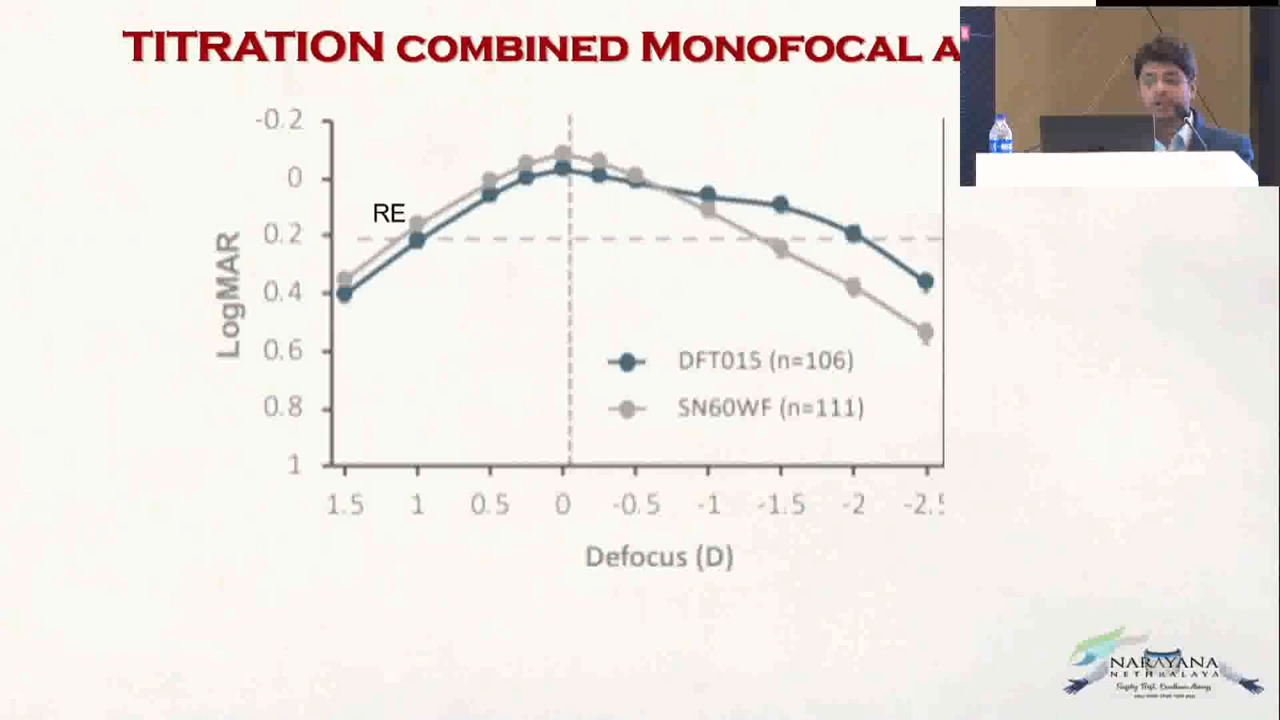 TITRATION COMBINED MONOFOCAL A
-0.2
0
0.2
0.4
0.6
0.8
1
LogMAR
RE
DFT015 (n=106)
SN60WF (n=111)
1.5 1 0.5 0 -0.5 -1 -1.5 -2 -2.5
Defocus (D)
NARAYANA
NETHRALAYA